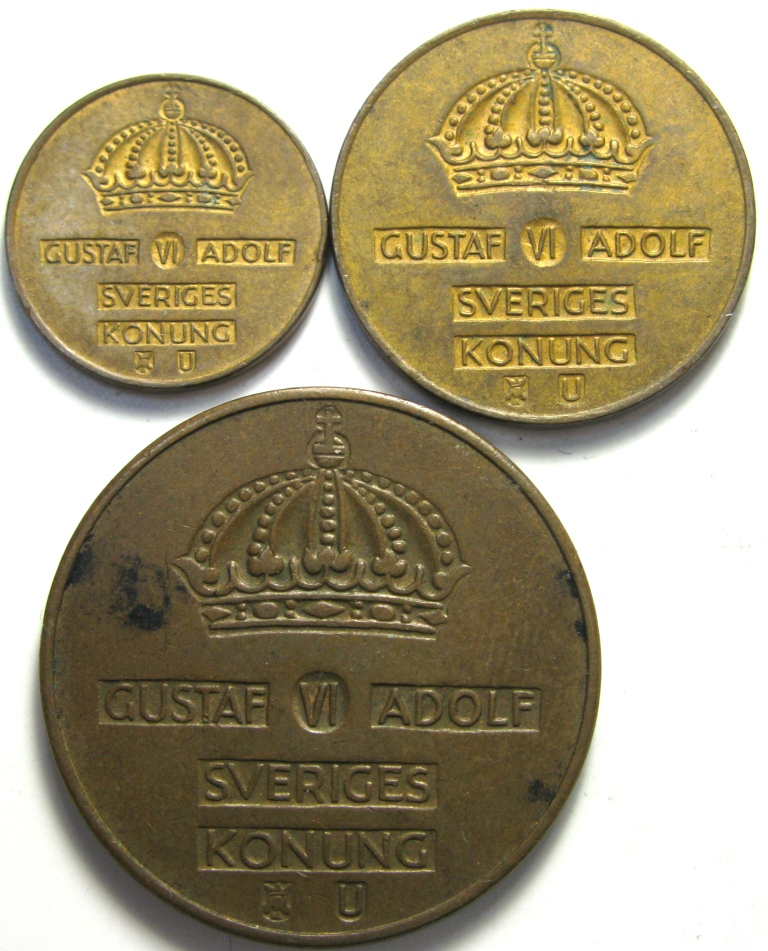 GUSTAF VI ADOLF
SVERIGES
KONUNG
U
GUSTAF VI ADOLF
SVERIGES
KONUNG
U
GUSTAF VI ADOLF
SVERIGES
KONUNG
U